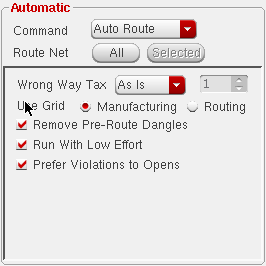 Automatic
Command Auto Route
Route Net All Selected
Wrong Way Tax As Is 1
Use Grid Manufacturing Routing
Remove Pre-Route Dangles
Run With Low Effort
Prefer Violations to Opens